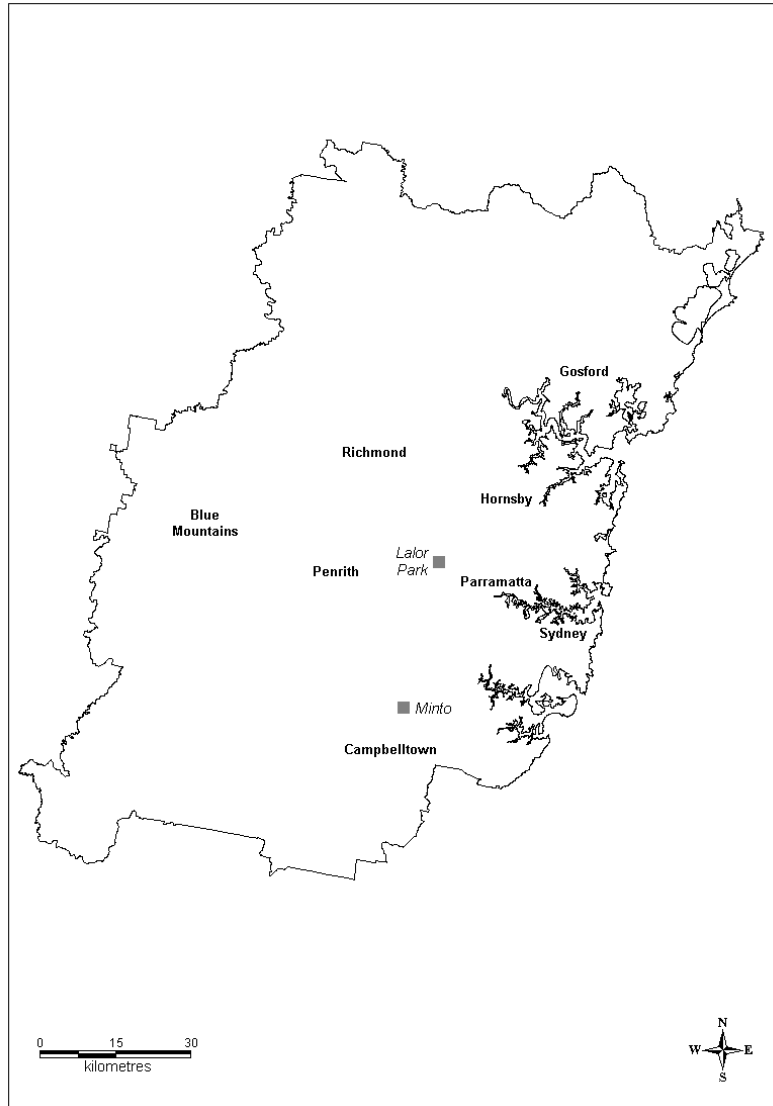 Gosford
Richmond
Hornsby
Blue
Mountains
Lalor
Park
Penrith
Parramatta
Sydney
Minto
Campbelltown
0 15 30
kilometres
N
W E
S